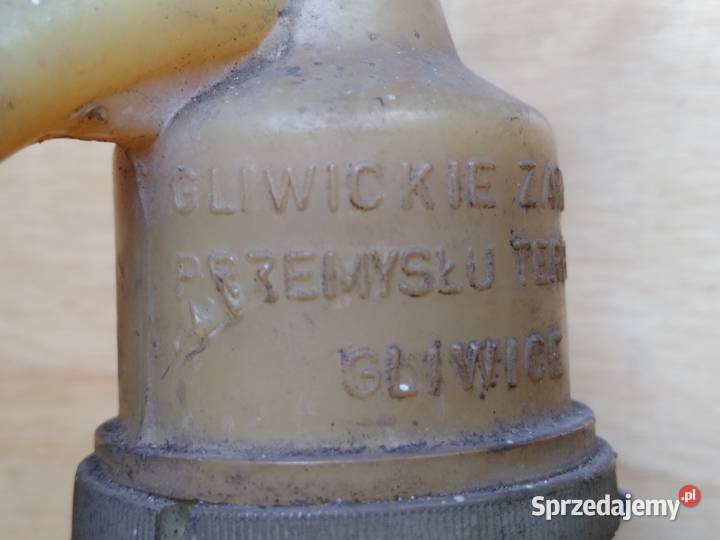 GLIWICKIE ZA
PRZEMYSŁU TER
GLIWICE
Sprzedajemy.pl